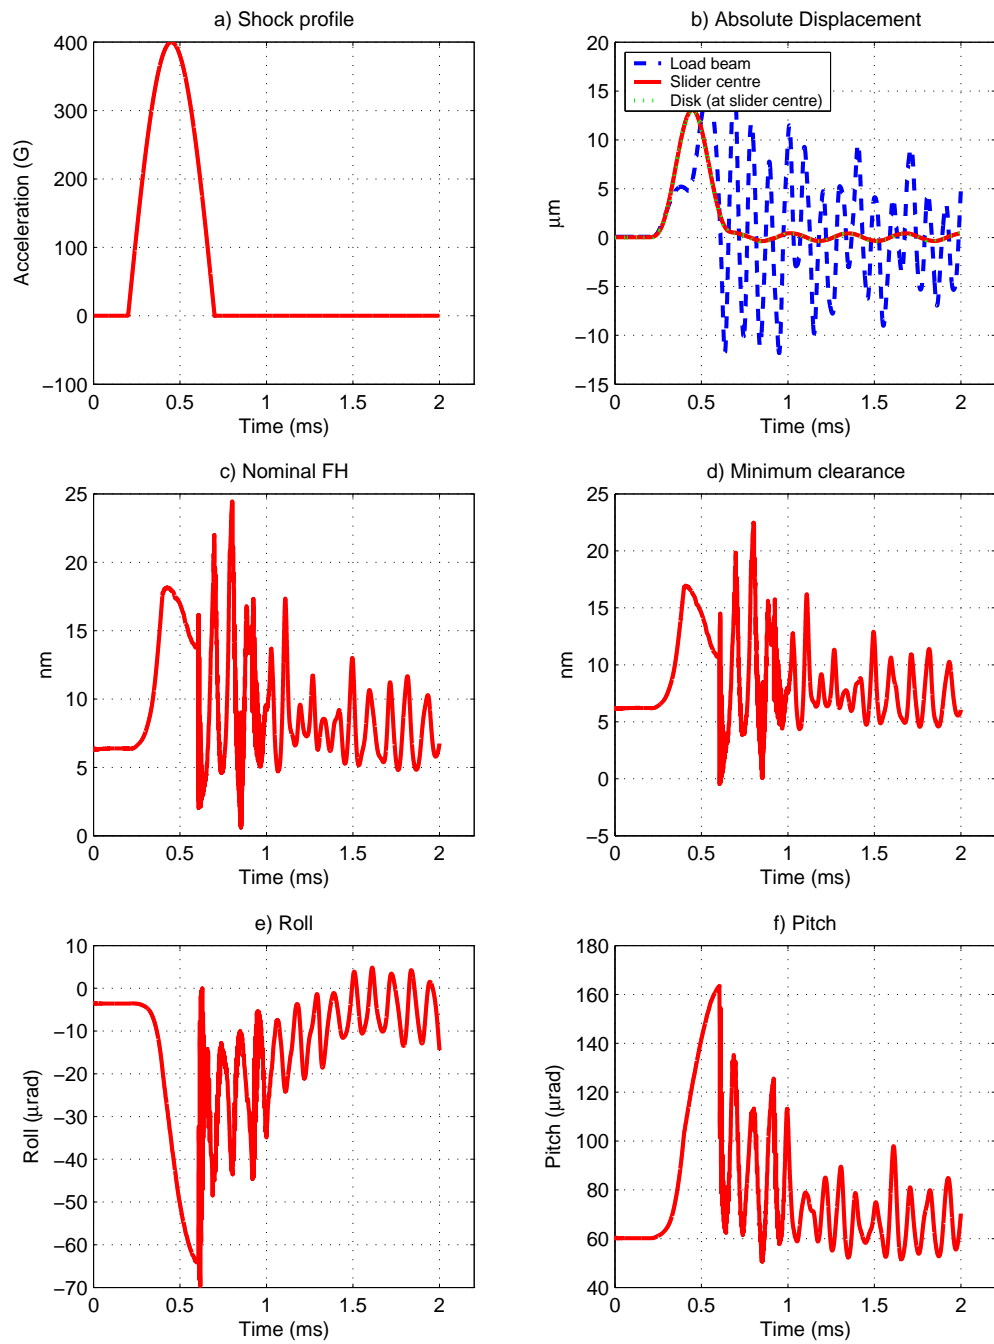 a) Shock profile
400
300
200
100
0
−100
0 0.5 1 1.5 2
Acceleration (G)
Time (ms)
b) Absolute Displacement
20
15
10
5
0
−5
−10
−15
0 0.5 1 1.5 2
μm
Time (ms)
Load beam
Slider centre
Disk (at slider centre)
c) Nominal FH
25
20
15
10
5
0
0 0.5 1 1.5 2
nm
Time (ms)
d) Minimum clearance
25
20
15
10
5
0
−5
0 0.5 1 1.5 2
nm
Time (ms)
e) Roll
10
0
−10
−20
−30
−40
−50
−60
−70
0 0.5 1 1.5 2
Roll (μrad)
Time (ms)
f) Pitch
180
160
140
120
100
80
60
40
0 0.5 1 1.5 2
Pitch (μrad)
Time (ms)